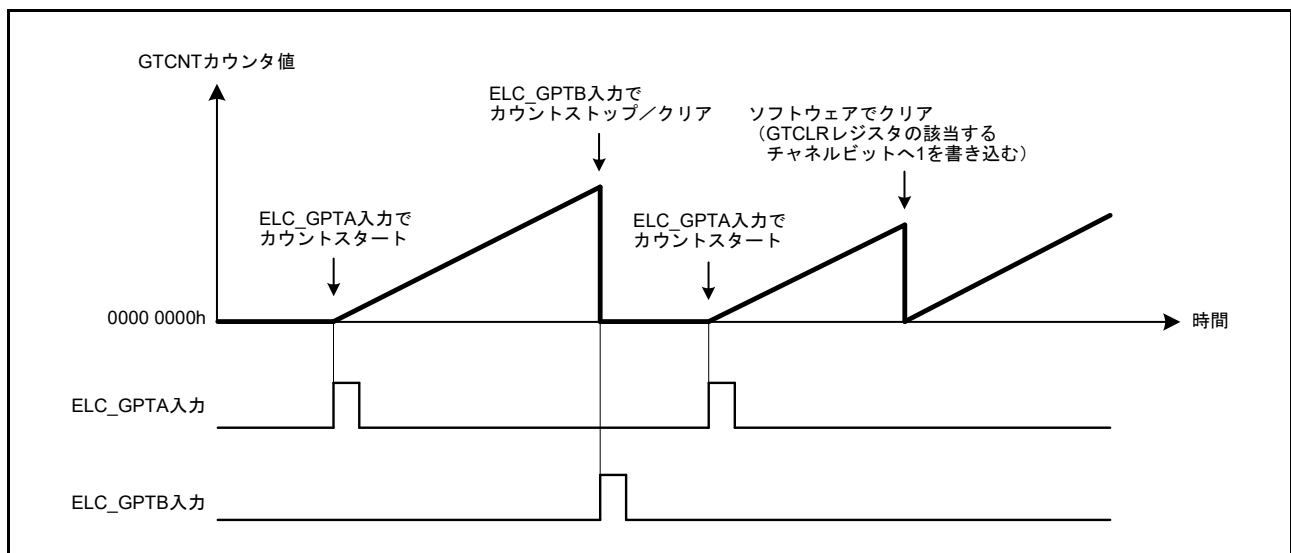 GTCNTカウンタ値
ELC_GPTB入力で
カウントストップ／クリア
ソフトウェアでクリア
（GTCLRレジスタの該当する
チャネルビットへ1を書き込む）
ELC_GPTA入力で
カウントスタート
ELC_GPTA入力で
カウントスタート
0000 0000h
時間
ELC_GPTA入力
ELC_GPTB入力